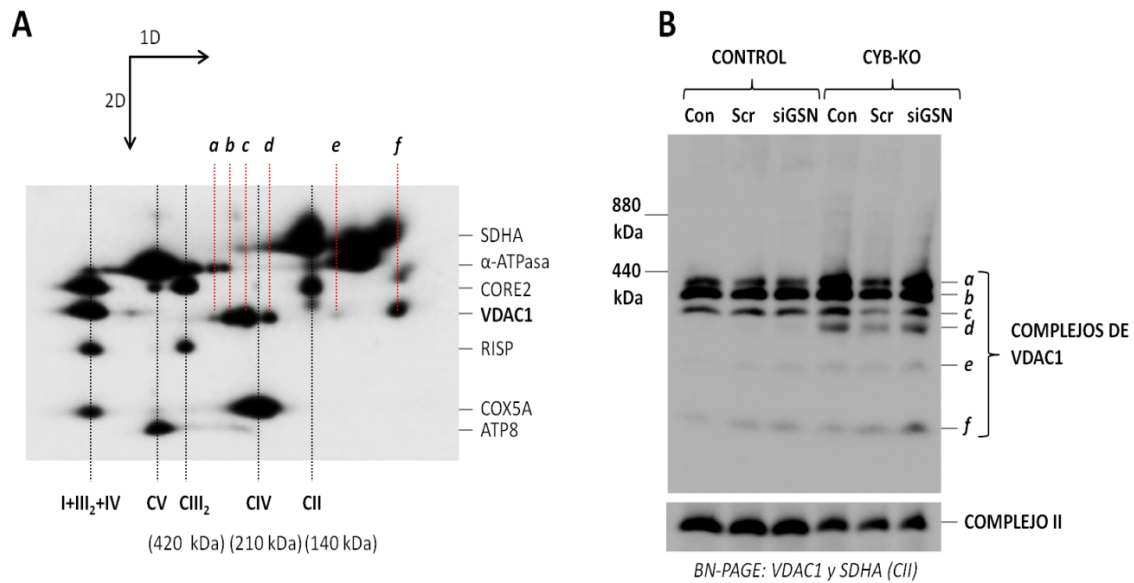 A
1D
2D
a b c d e f
SDHA
α-ATPasa
CORE2
VDAC1
RISP
COX5A
ATP8
I+III₂+IV CV CIII₂ CIV CII
(420 kDa) (210 kDa) (140 kDa)
B
CONTROL CYB-KO
Con Scr siGSN Con Scr siGSN
880
kDa
440
kDa
a
b
c
d
e
f
COMPLEJOS DE
VDAC1
COMPLEJO II
BN-PAGE: VDAC1 y SDHA (CII)